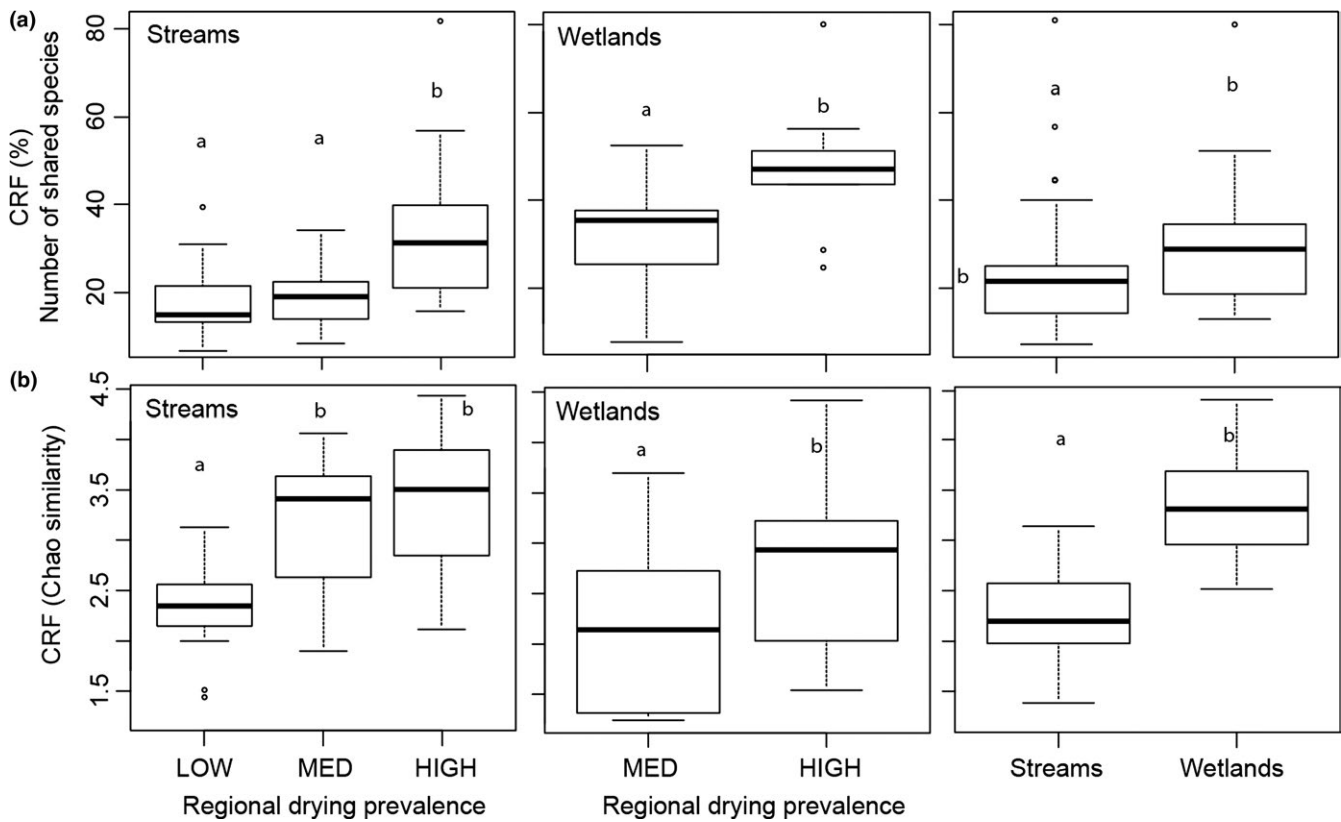 (a)
CRF (%)
Number of shared species
80
60
40
20
Streams
a
a
b
Wetlands
a
b
a
b
b
(b)
CRF (Chao similarity)
4.5
3.5
2.5
1.5
Streams
a
b
b
Wetlands
a
b
a
b
LOW MED HIGH
Regional drying prevalence
MED HIGH
Regional drying prevalence
Streams Wetlands